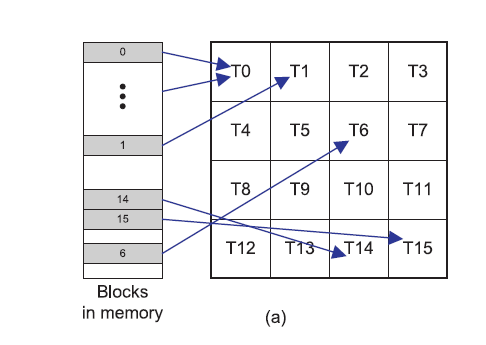 0
1
14
15
6
T0 T1 T2 T3
T4 T5 T6 T7
T8 T9 T10 T11
T12 T13 T14 T15
Blocks
in memory
(a)